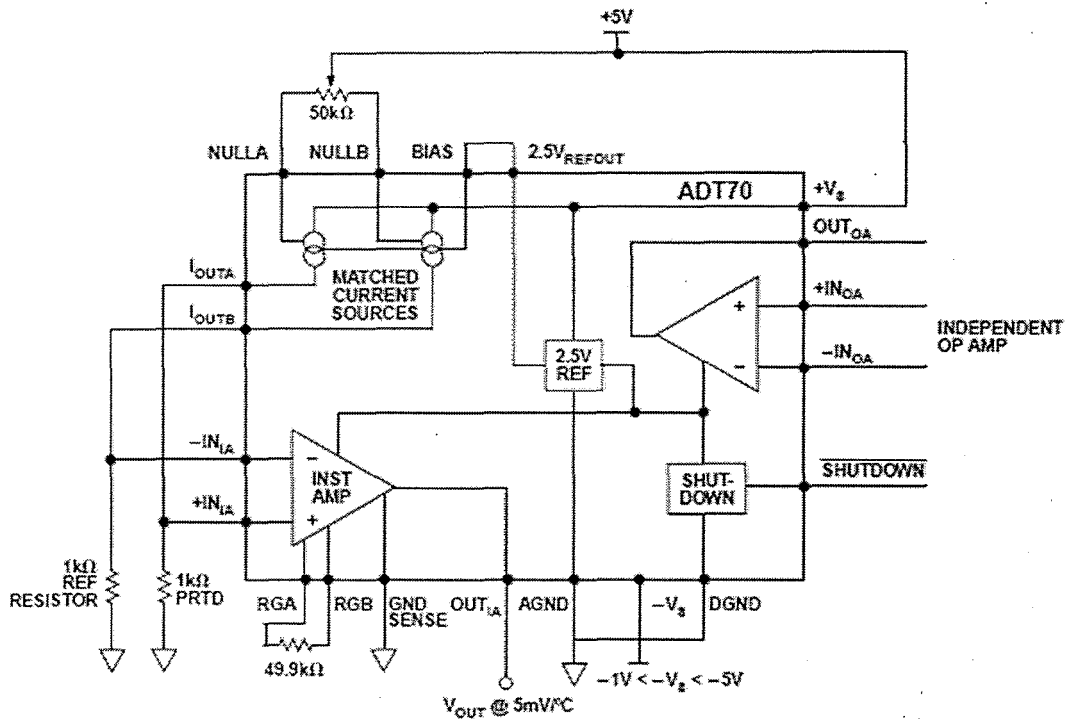 +5V
50kΩ
NULLA
NULLB
BIAS
2.5V_REFOUT
ADT70
+V_S
OUT_OA
I_OUTA
MATCHED
CURRENT
SOURCES
+IN_OA
I_OUTB
INDEPENDENT
OP AMP
2.5V
REF
-IN_OA
-IN_IA
INST
AMP
SHUT-
DOWN
SHUTDOWN
+IN_IA
1kΩ
REF
RESISTOR
1kΩ
PRTD
RGA
RGB
GND
SENSE
OUT_IA
AGND
-V_S
DGND
49.9kΩ
-1V < -V_S < -5V
V_OUT @ 5mV/°C